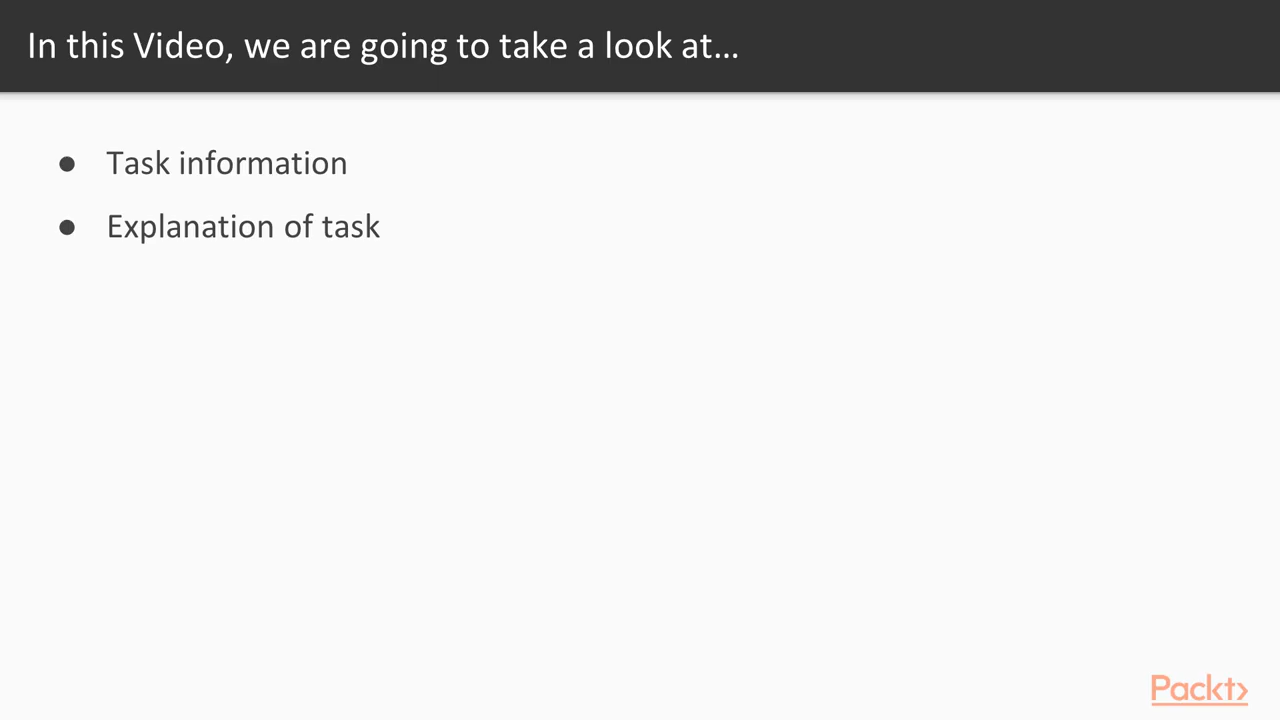 In this Video, we are going to take a look at...
● Task information
● Explanation of task
Packt>